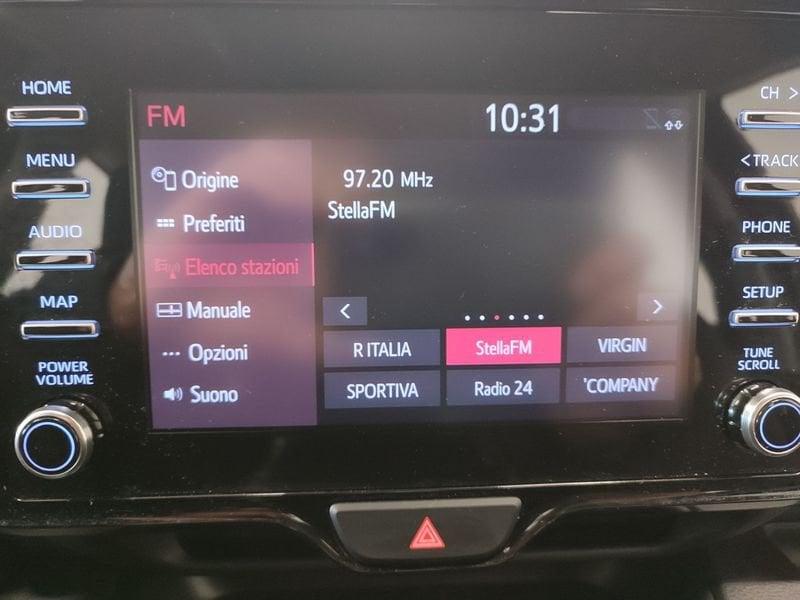 HOME
MENU
AUDIO
MAP
POWER
VOLUME
FM
10:31
Origine
Preferiti
Elenco stazioni
Manuale
Opzioni
Suono
97.20 MHz
StellaFM
<
>
R ITALIA
StellaFM
VIRGIN
SPORTIVA
Radio 24
'COMPANY
CH >
<TRACK
PHONE
SETUP
TUNE
SCROLL